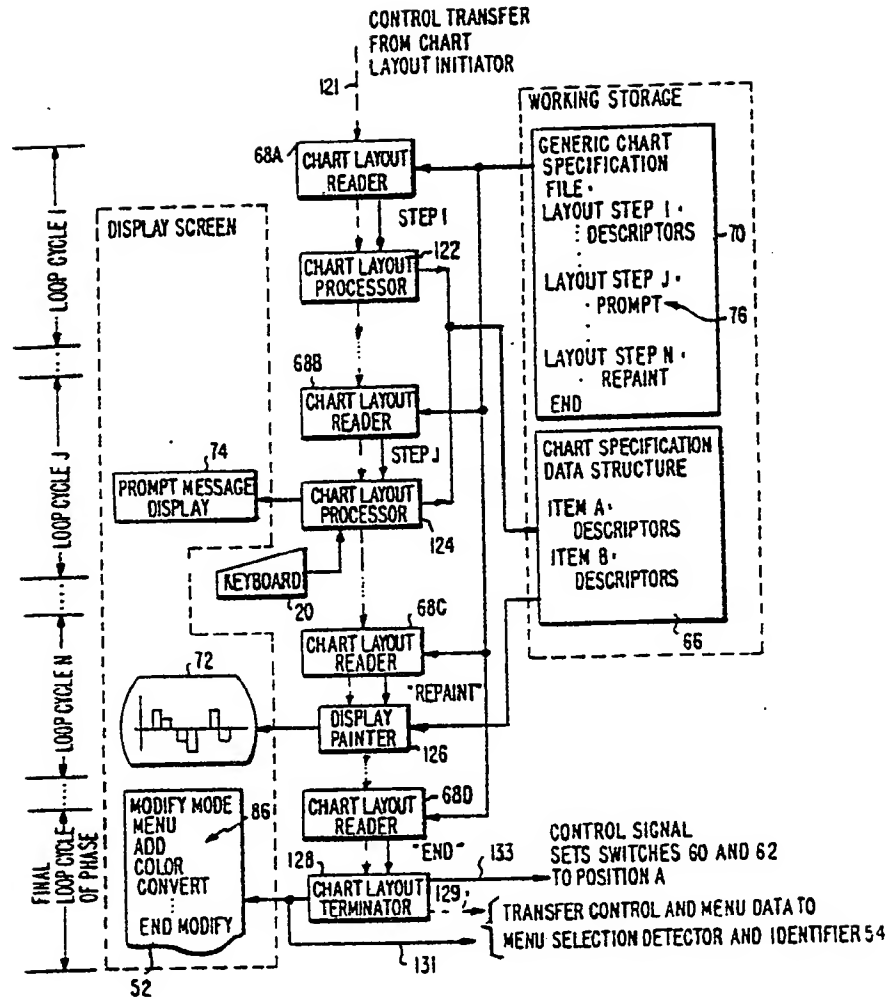 CONTROL TRANSFER
FROM CHART
LAYOUT INITIATOR
121
WORKING STORAGE
68A
CHART LAYOUT
READER
GENERIC CHART
SPECIFICATION
FILE:
LAYOUT STEP 1:
DESCRIPTORS
70
LAYOUT STEP J:
PROMPT
76
LAYOUT STEP N:
REPAINT
END
LOOP CYCLE 1
DISPLAY SCREEN
STEP 1
122
CHART LAYOUT
PROCESSOR
68B
CHART LAYOUT
READER
LOOP CYCLE J
STEP J
74
PROMPT MESSAGE
DISPLAY
CHART LAYOUT
PROCESSOR
124
CHART SPECIFICATION
DATA STRUCTURE
ITEM A:
DESCRIPTORS
ITEM B:
DESCRIPTORS
66
KEYBOARD
20
68C
CHART LAYOUT
READER
LOOP CYCLE N
72
"REPAINT"
DISPLAY
PAINTER
126
68D
CHART LAYOUT
READER
FINAL
LOOP CYCLE
OF PHASE
MODIFY MODE
MENU
86
ADD
COLOR
CONVERT
END MODIFY
52
"END"
133
128
CHART LAYOUT
TERMINATOR
129
131
CONTROL SIGNAL
SETS SWITCHES 60 AND 62
TO POSITION A
TRANSFER CONTROL AND MENU DATA TO
MENU SELECTION DETECTOR AND IDENTIFIER 54